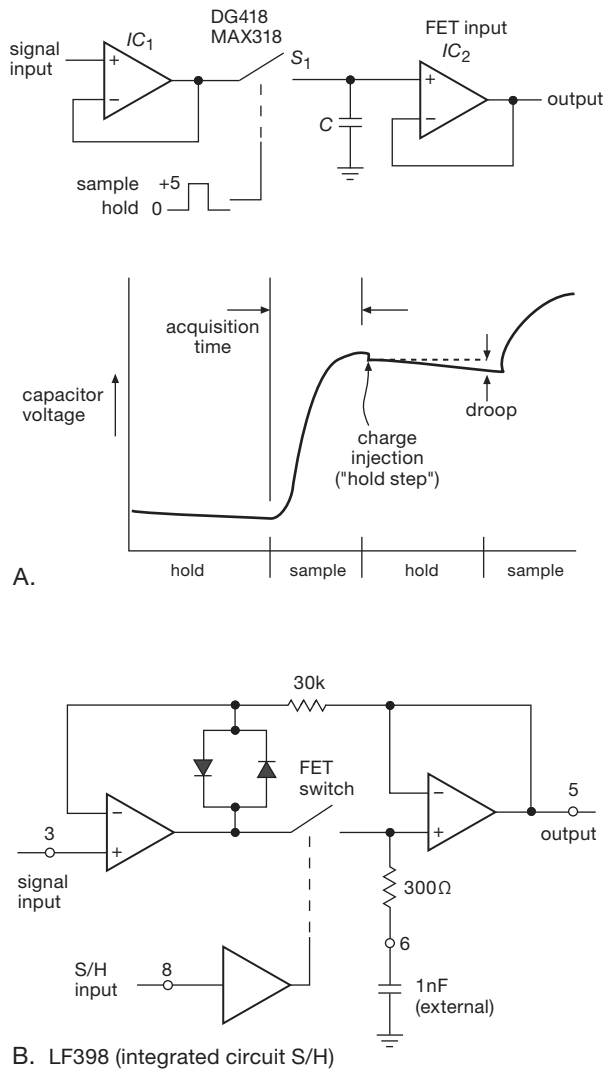 DG418
MAX318
signal
input
IC1
+
−
S1
FET input
IC2
+
−
output
C
sample +5
hold 0
acquisition
time
capacitor
voltage
charge
injection
("hold step")
droop
hold sample hold sample
A.
30k
FET
switch
−
+
3
signal
input
−
+
5
output
300Ω
6
S/H
input
8
1nF
(external)
B. LF398 (integrated circuit S/H)